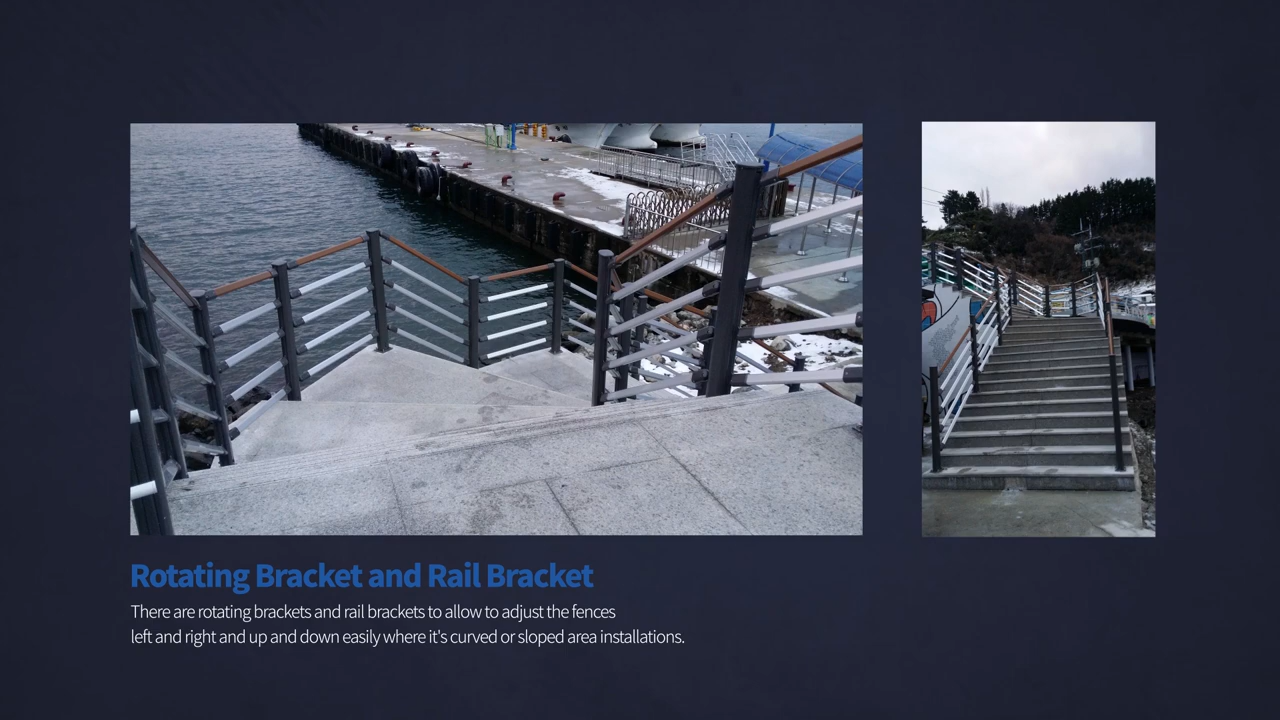 Rotating Bracket and Rail Bracket
There are rotating brackets and rail brackets to allow to adjust the fences
left and right and up and down easily where it's curved or sloped area installations.